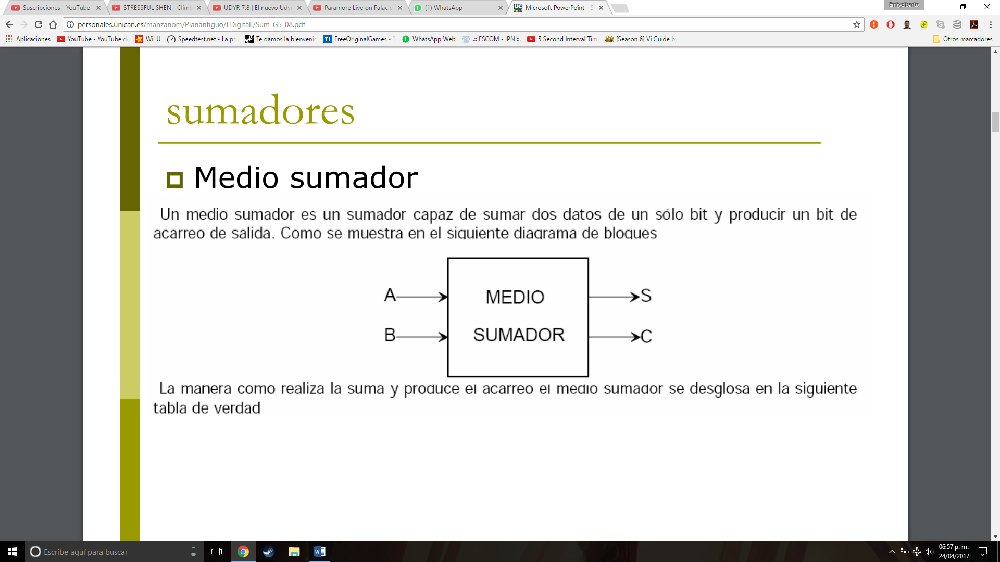 Suscripciones - YouTube
STRESSFUL SHEN - Climb
UDYR 7.8 | El nuevo Udyr
Paramore Live on Palacio
(1) WhatsApp
Microsoft PowerPoint - S
Emiyelbarto
personales.unican.es/manzanom/Planantiguo/EDigitalI/Sum_G5_08.pdf
Aplicaciones
YouTube - YouTube de
Wii U
Speedtest.net - La pru
Te damos la bienvenid
FreeOriginalGames - T
WhatsApp Web
.:: ESCOM - IPN ::.
5 Second Interval Tim
[Season 6] Vi Guide b
Otros marcadores
sumadores
Medio sumador
Un medio sumador es un sumador capaz de sumar dos datos de un sólo bit y producir un bit de
acarreo de salida. Como se muestra en el siguiente diagrama de bloques
A
MEDIO
S
B
SUMADOR
C
La manera como realiza la suma y produce el acarreo el medio sumador se desglosa en la siguiente
tabla de verdad
Escribe aquí para buscar
06:57 p. m.
24/04/2017